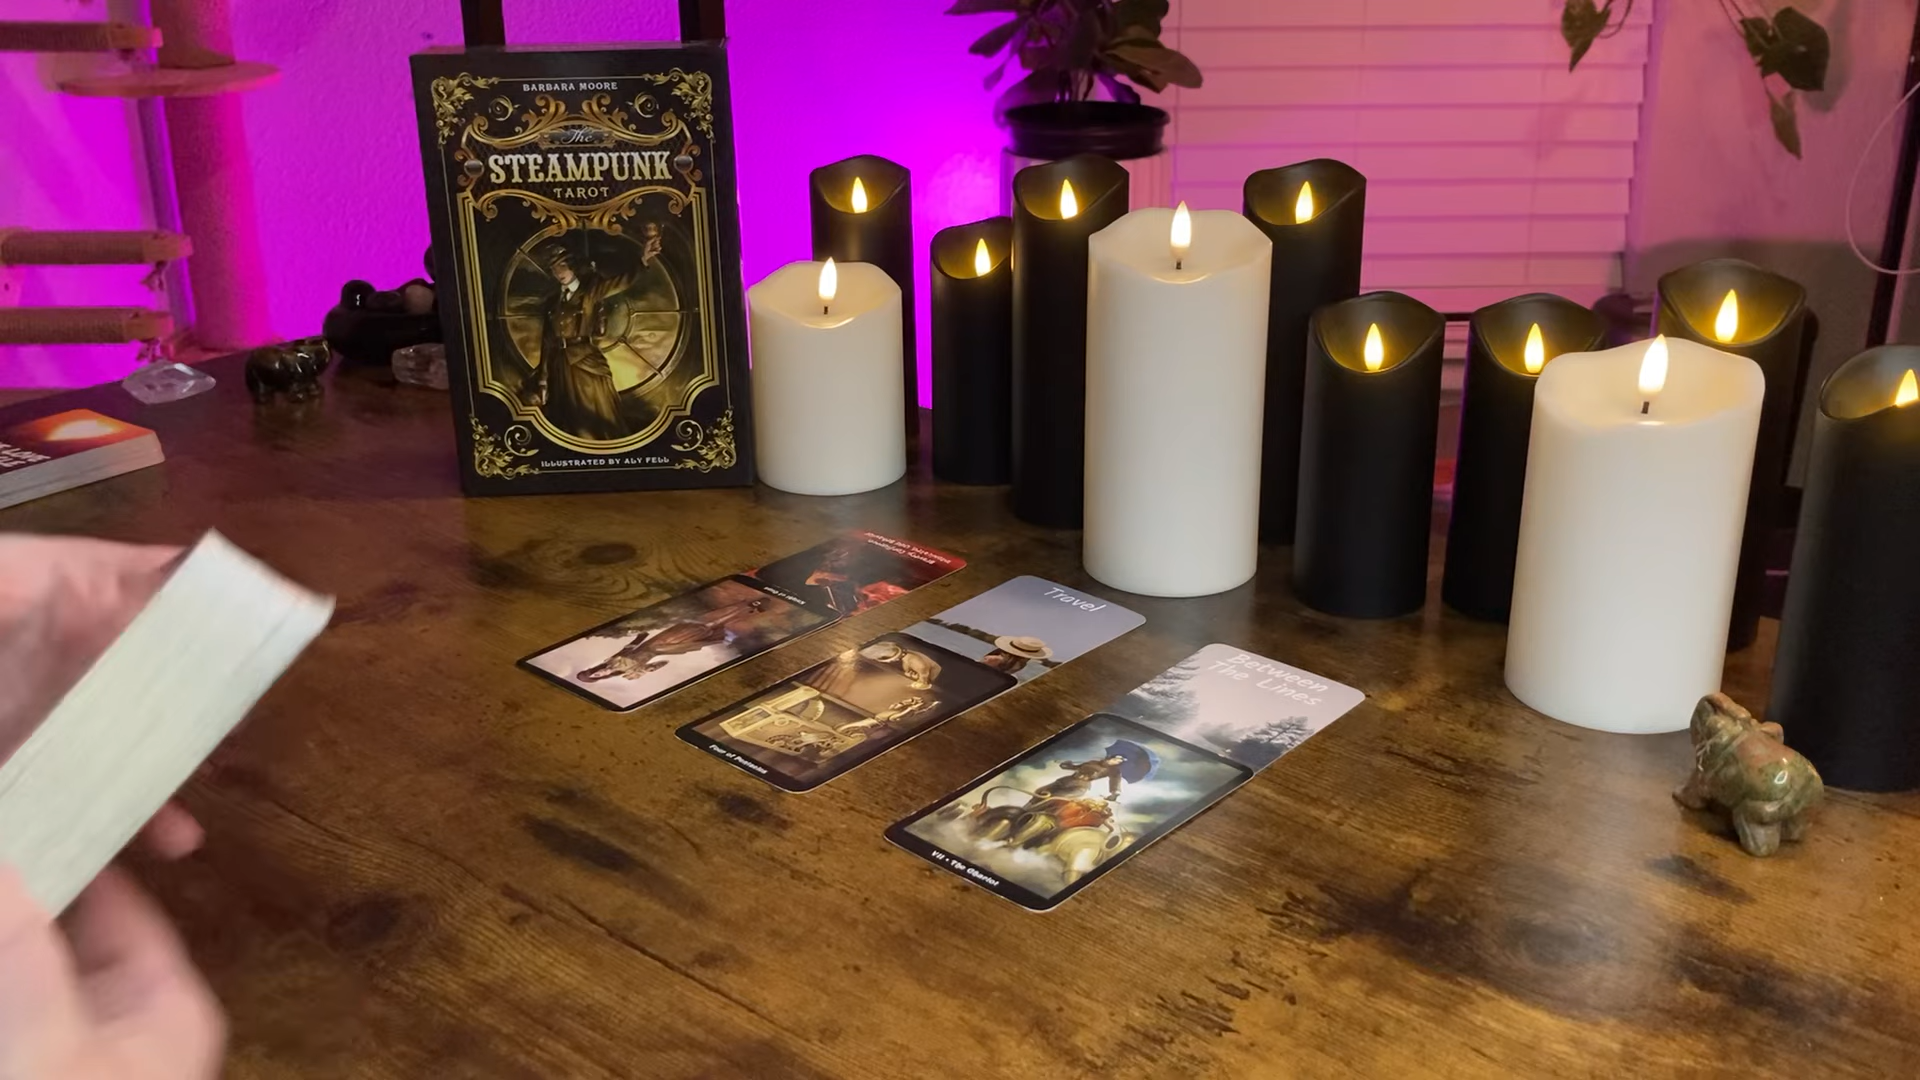 BARBARA MOORE
The
STEAMPUNK
TAROT
ILLUSTRATED BY ALY FELL
Travel
Between
The Lines
Four of Pentacles
VII • The Chariot